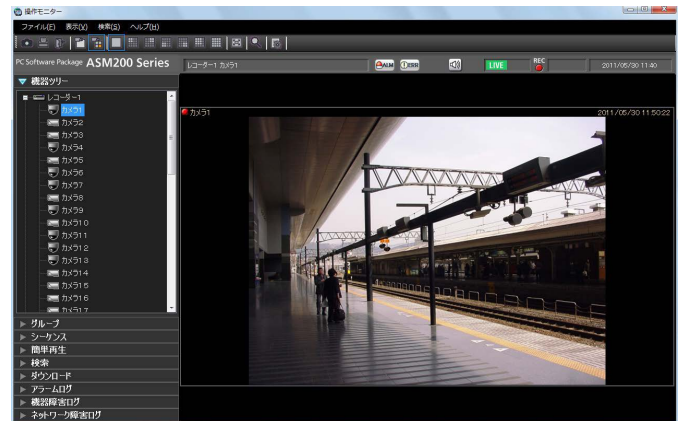 操作モニター
ファイル(F) 表示(V) 検索(S) ヘルプ(H)
PC Software Package ASM200 Series
レコーダー1 カメラ1
ALM
ERR
LIVE
REC
2011/05/30 11:40
機器ツリー
レコーダー1
カメラ1
カメラ2
カメラ3
カメラ4
カメラ5
カメラ6
カメラ7
カメラ8
カメラ9
カメラ10
カメラ11
カメラ12
カメラ13
カメラ14
カメラ15
カメラ16
カメラ17
グループ
シーケンス
簡単再生
検索
ダウンロード
アラームログ
機器障害ログ
ネットワーク障害ログ
カメラ1
2011/05/30 11:50:22